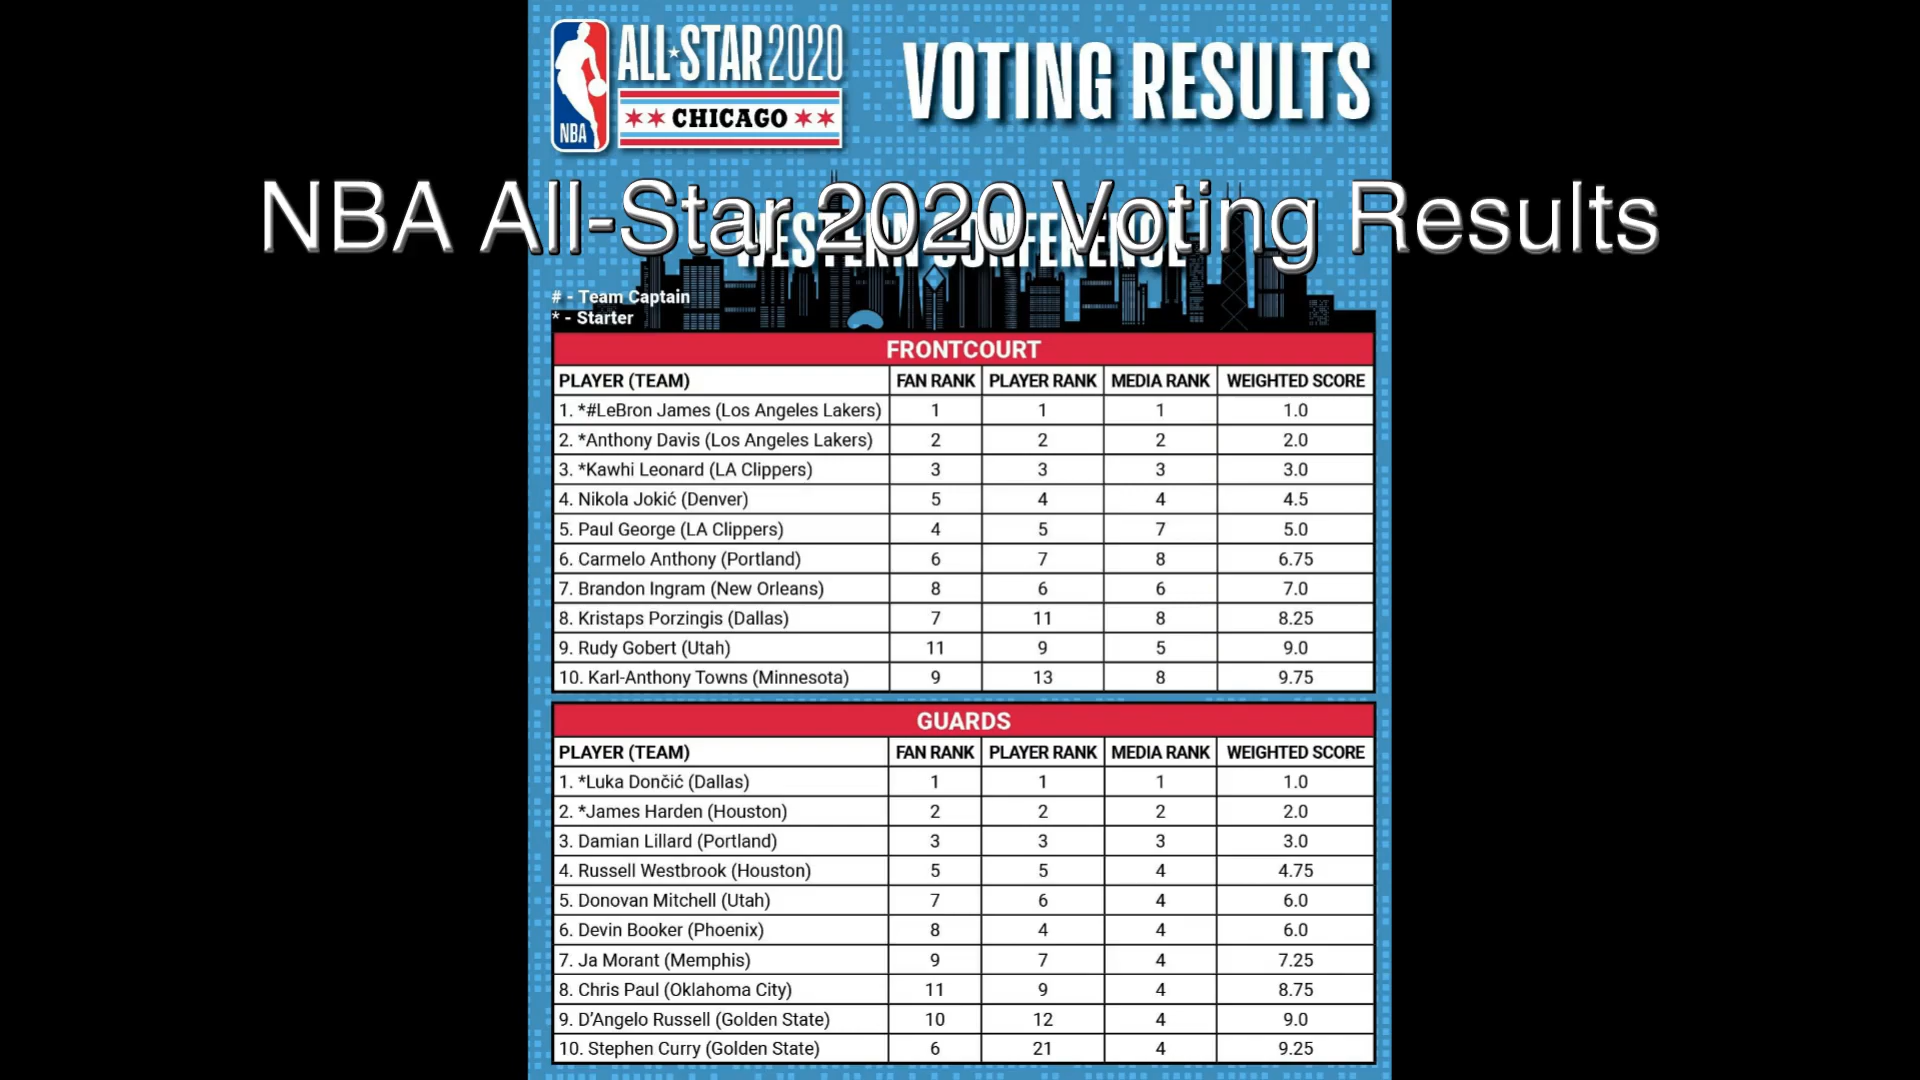 ALL★STAR 2020
VOTING RESULTS
★★ CHICAGO ★★
NBA
NBA All-Star 2020 Voting Results
WESTERN CONFERENCE
# - Team Captain
* - Starter
FRONTCOURT
PLAYER (TEAM) FAN RANK PLAYER RANK MEDIA RANK WEIGHTED SCORE
1. *#LeBron James (Los Angeles Lakers) 1 1 1 1.0
2. *Anthony Davis (Los Angeles Lakers) 2 2 2 2.0
3. *Kawhi Leonard (LA Clippers) 3 3 3 3.0
4. Nikola Jokić (Denver) 5 4 4 4.5
5. Paul George (LA Clippers) 4 5 7 5.0
6. Carmelo Anthony (Portland) 6 7 8 6.75
7. Brandon Ingram (New Orleans) 8 6 6 7.0
8. Kristaps Porzingis (Dallas) 7 11 8 8.25
9. Rudy Gobert (Utah) 11 9 5 9.0
10. Karl-Anthony Towns (Minnesota) 9 13 8 9.75
GUARDS
PLAYER (TEAM) FAN RANK PLAYER RANK MEDIA RANK WEIGHTED SCORE
1. *Luka Dončić (Dallas) 1 1 1 1.0
2. *James Harden (Houston) 2 2 2 2.0
3. Damian Lillard (Portland) 3 3 3 3.0
4. Russell Westbrook (Houston) 5 5 4 4.75
5. Donovan Mitchell (Utah) 7 6 4 6.0
6. Devin Booker (Phoenix) 8 4 4 6.0
7. Ja Morant (Memphis) 9 7 4 7.25
8. Chris Paul (Oklahoma City) 11 9 4 8.75
9. D'Angelo Russell (Golden State) 10 12 4 9.0
10. Stephen Curry (Golden State) 6 21 4 9.25